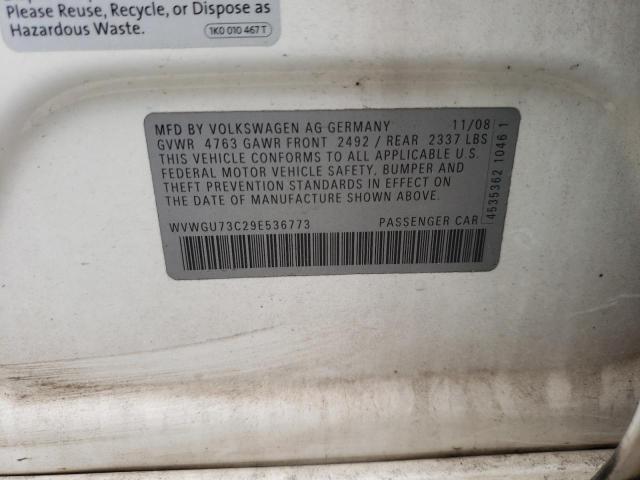 Please Reuse, Recycle, or Dispose as
Hazardous Waste.
1K0 010 467 T
MFD BY VOLKSWAGEN AG GERMANY 11/08
GVWR 4763 GAWR FRONT 2492 / REAR 2337 LBS
THIS VEHICLE CONFORMS TO ALL APPLICABLE U.S.
FEDERAL MOTOR VEHICLE SAFETY, BUMPER AND
THEFT PREVENTION STANDARDS IN EFFECT ON
THE DATE OF MANUFACTURE SHOWN ABOVE.
WVWGU73C29E536773 PASSENGER CAR
4535362 1046 1